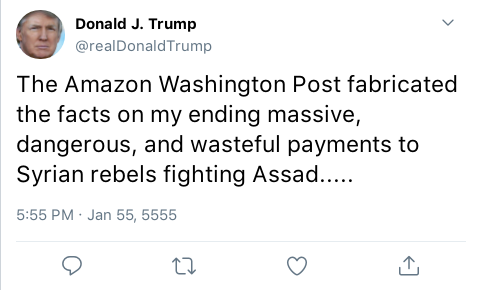 Donald J. Trump
@realDonaldTrump
The Amazon Washington Post fabricated
the facts on my ending massive,
dangerous, and wasteful payments to
Syrian rebels fighting Assad.....
5:55 PM · Jan 55, 5555